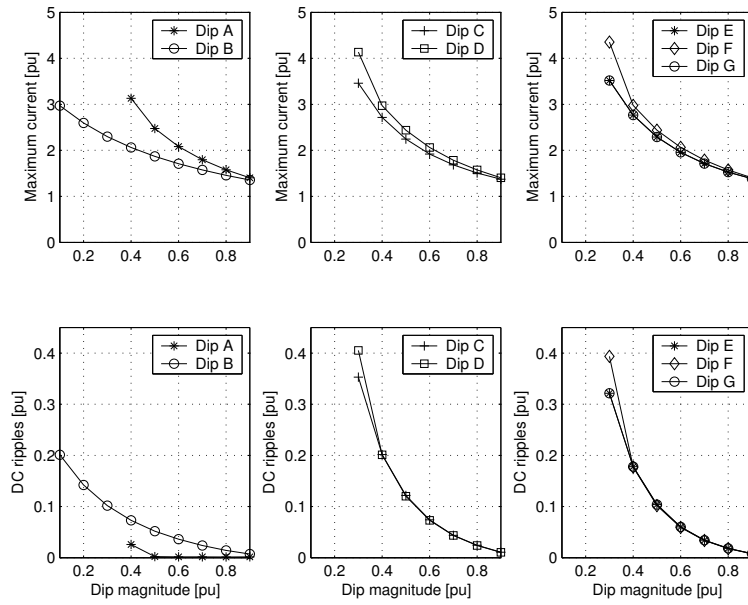 5
4
3
2
1
0
Maximum current [pu]
0.2 0.4 0.6 0.8
Dip A
Dip B
5
4
3
2
1
0
Maximum current [pu]
0.2 0.4 0.6 0.8
Dip C
Dip D
5
4
3
2
1
0
Maximum current [pu]
0.2 0.4 0.6 0.8
Dip E
Dip F
Dip G
0.4
0.3
0.2
0.1
0
DC ripples [pu]
0.2 0.4 0.6 0.8
Dip magnitude [pu]
Dip A
Dip B
0.4
0.3
0.2
0.1
0
DC ripples [pu]
0.2 0.4 0.6 0.8
Dip magnitude [pu]
Dip C
Dip D
0.4
0.3
0.2
0.1
0
DC ripples [pu]
0.2 0.4 0.6 0.8
Dip magnitude [pu]
Dip E
Dip F
Dip G